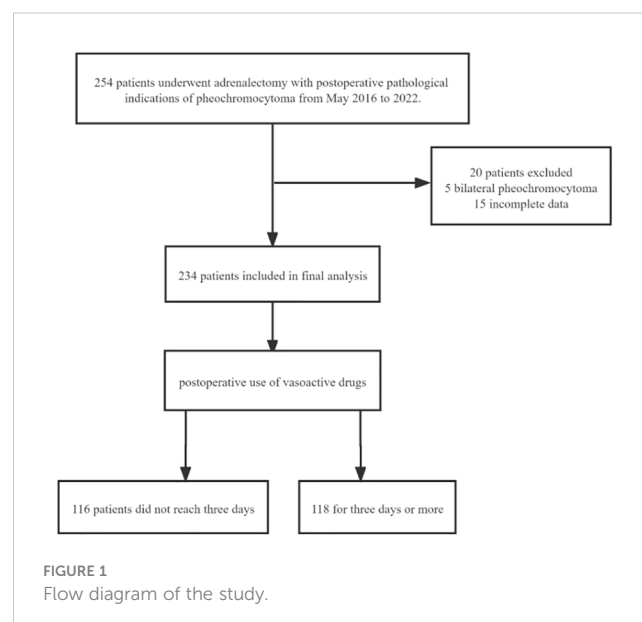 254 patients underwent adrenalectomy with postoperative pathological
indications of pheochromocytoma from May 2016 to 2022.
20 patients excluded
5 bilateral pheochromocytoma
15 incomplete data
234 patients included in final analysis
postoperative use of vasoactive drugs
116 patients did not reach three days
118 for three days or more
FIGURE 1
Flow diagram of the study.